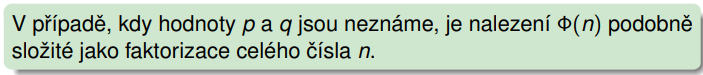 V případě, kdy hodnoty p a q jsou neznáme, je nalezení Φ(n) podobně
složité jako faktorizace celého čísla n.